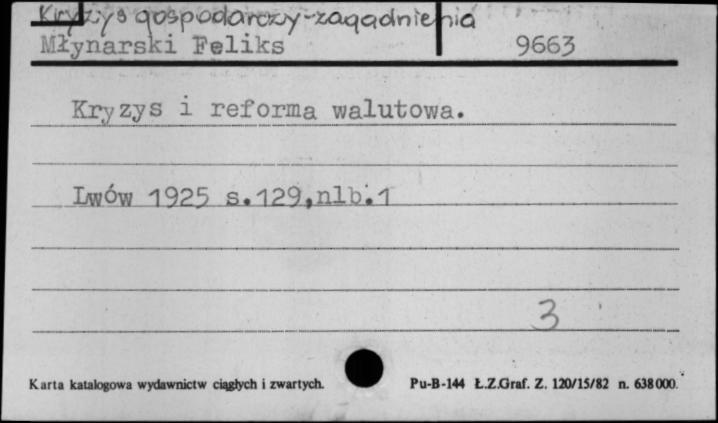 Kryzys gospodarczy-zagadnienia
Młynarski Feliks 9663
Kryzys i reforma walutowa.
Lwów 1925 s.129,nlb.1
3
Karta katalogowa wydawnictw ciągłych i zwartych. Pu-B-144 Ł.Z.Graf. Z. 120/15/82 n. 638000.